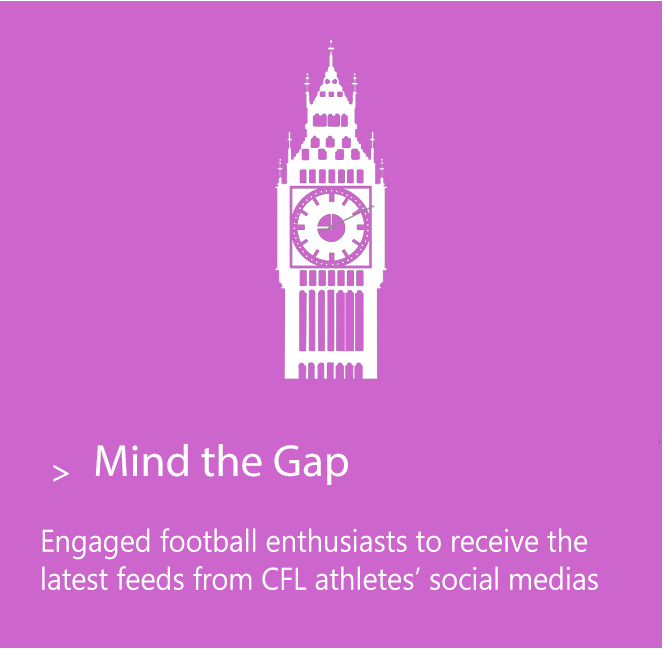 > Mind the Gap
Engaged football enthusiasts to receive the
latest feeds from CFL athletes’ social medias